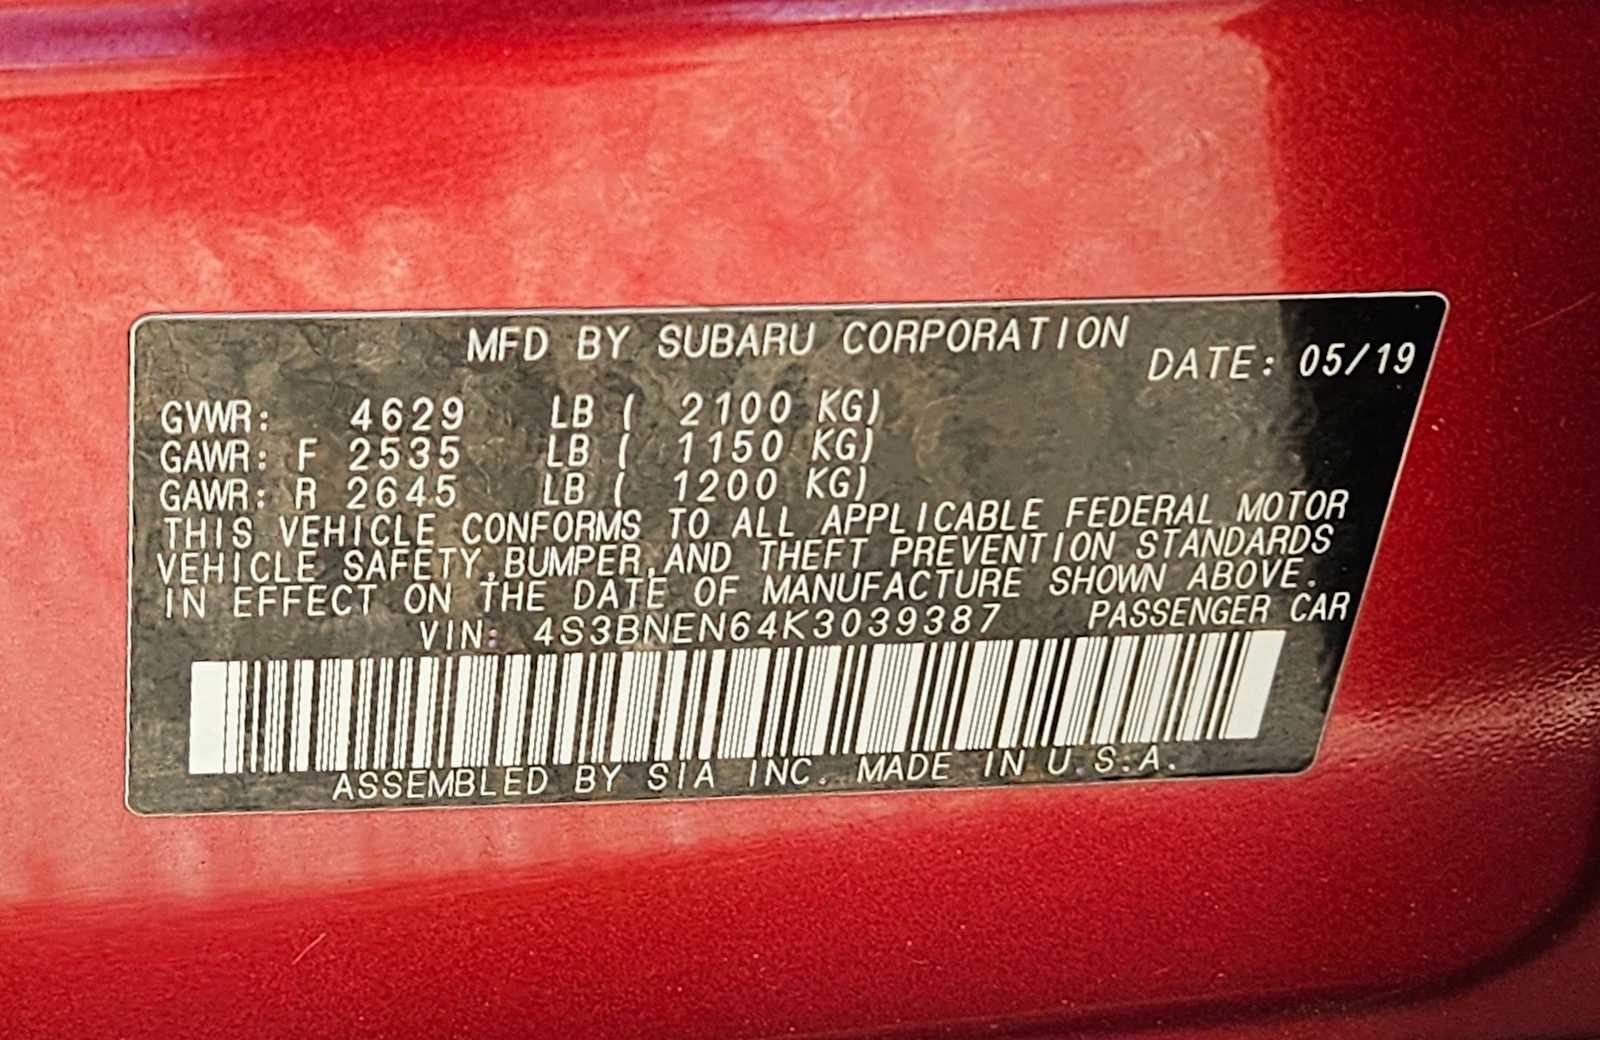 MFD BY SUBARU CORPORATION DATE: 05/19
GVWR: 4629 LB ( 2100 KG)
GAWR: F 2535 LB ( 1150 KG)
GAWR: R 2645 LB ( 1200 KG)
THIS VEHICLE CONFORMS TO ALL APPLICABLE FEDERAL MOTOR
VEHICLE SAFETY,BUMPER,AND THEFT PREVENTION STANDARDS
IN EFFECT ON THE DATE OF MANUFACTURE SHOWN ABOVE.
VIN: 4S3BNEN64K3039387 PASSENGER CAR
ASSEMBLED BY SIA INC. MADE IN U.S.A.